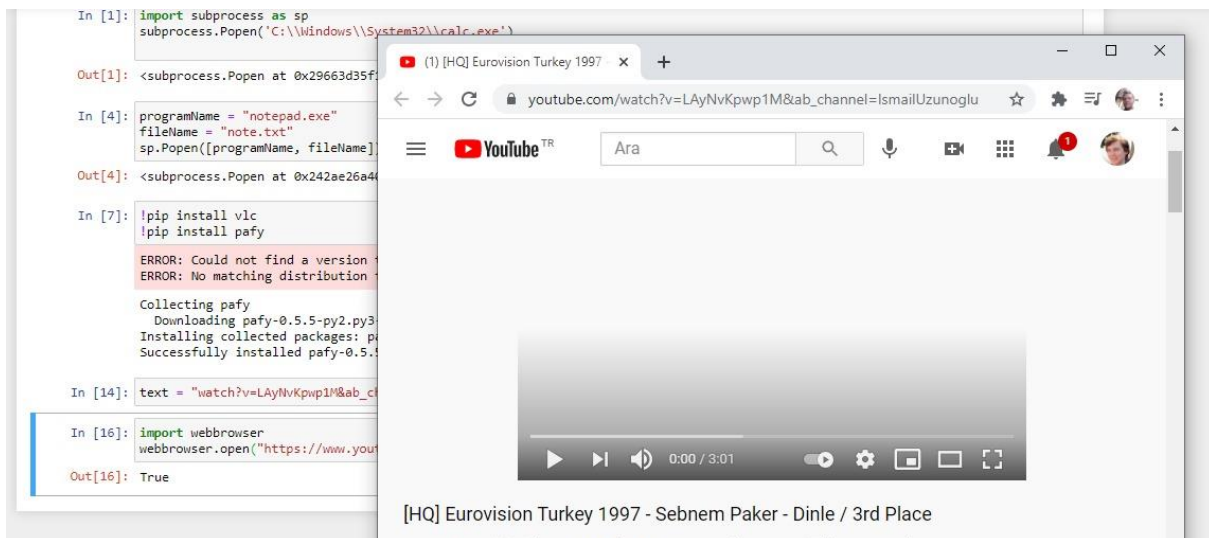 In [1]: import subprocess as sp
subprocess.Popen('C:\\Windows\\System32\\calc.exe')
Out[1]: <subprocess.Popen at 0x29663d35f
In [4]: programName = "notepad.exe"
fileName = "note.txt"
sp.Popen([programName, fileName]
Out[4]: <subprocess.Popen at 0x242ae26a4
In [7]: !pip install vlc
!pip install pafy
ERROR: Could not find a version
ERROR: No matching distribution
Collecting pafy
Downloading pafy-0.5.5-py2.py3-
Installing collected packages: pa
Successfully installed pafy-0.5.5
In [14]: text = "watch?v=LAyNvKpwp1M&ab_c
In [16]: import webbrowser
webbrowser.open("https://www.yout
Out[16]: True
(1) [HQ] Eurovision Turkey 1997 -
youtube.com/watch?v=LAyNvKpwp1M&ab_channel=IsmailUzunoglu
YouTube TR
Ara
1
0:00 / 3:01
[HQ] Eurovision Turkey 1997 - Sebnem Paker - Dinle / 3rd Place